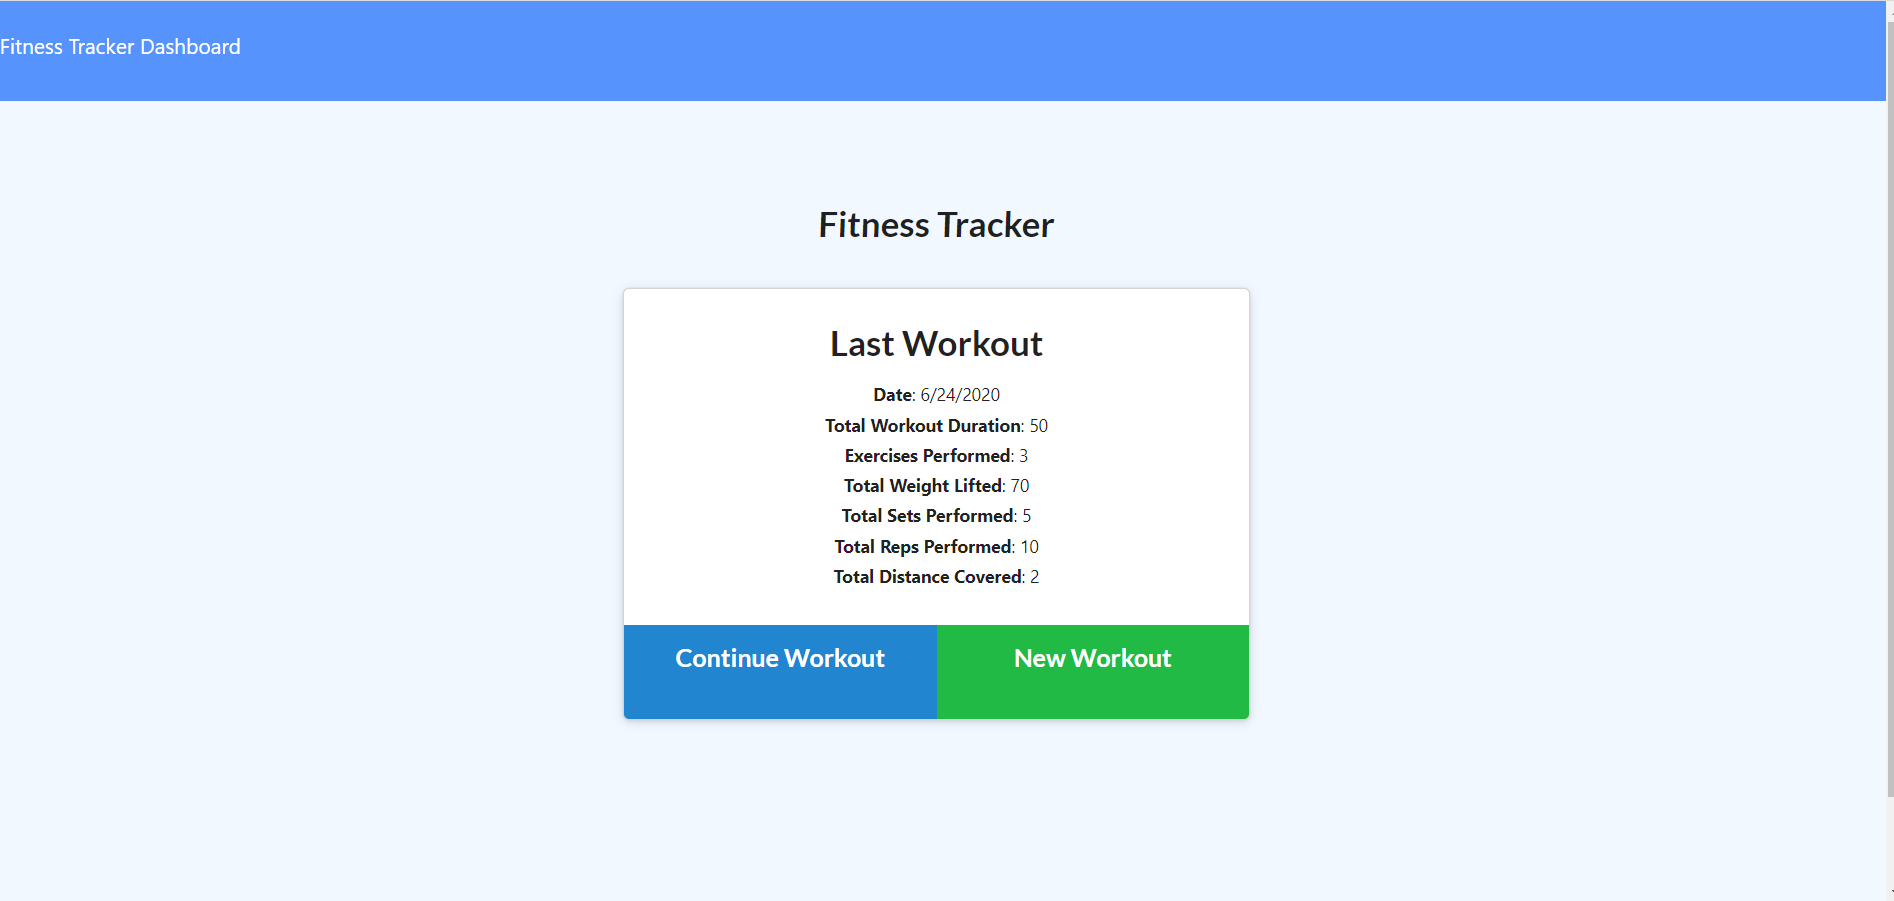 Fitness Tracker Dashboard
Fitness Tracker
Last Workout
Date: 6/24/2020
Total Workout Duration: 50
Exercises Performed: 3
Total Weight Lifted: 70
Total Sets Performed: 5
Total Reps Performed: 10
Total Distance Covered: 2
Continue Workout
New Workout